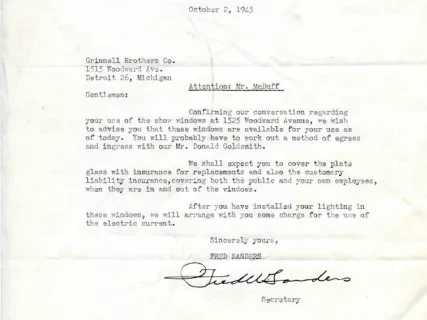 October 2, 1945
Grinnell Brothers Co.
1515 Woodward Ave.
Detroit 26, Michigan
Attention: Mr. McDuff
Gentlemen:
Confirming our conversation regarding
your use of the show windows at 1525 Woodward Avenue, we wish
to advise you that these windows are available for your use as
of today. You will probably have to work out a method of egress
and ingress with our Mr. Donald Goldsmith.
We shall expect you to cover the plate
glass with insurance for replacements and also the customary
liability insurance,covering both the public and your own employees,
when they are in and out of the windows.
After you have installed your lighting in
these windows, we will arrange with you some charge for the use of
the electric current.
Sincerely yours,
FRED SANDERS
Fred W Sanders
Secretary